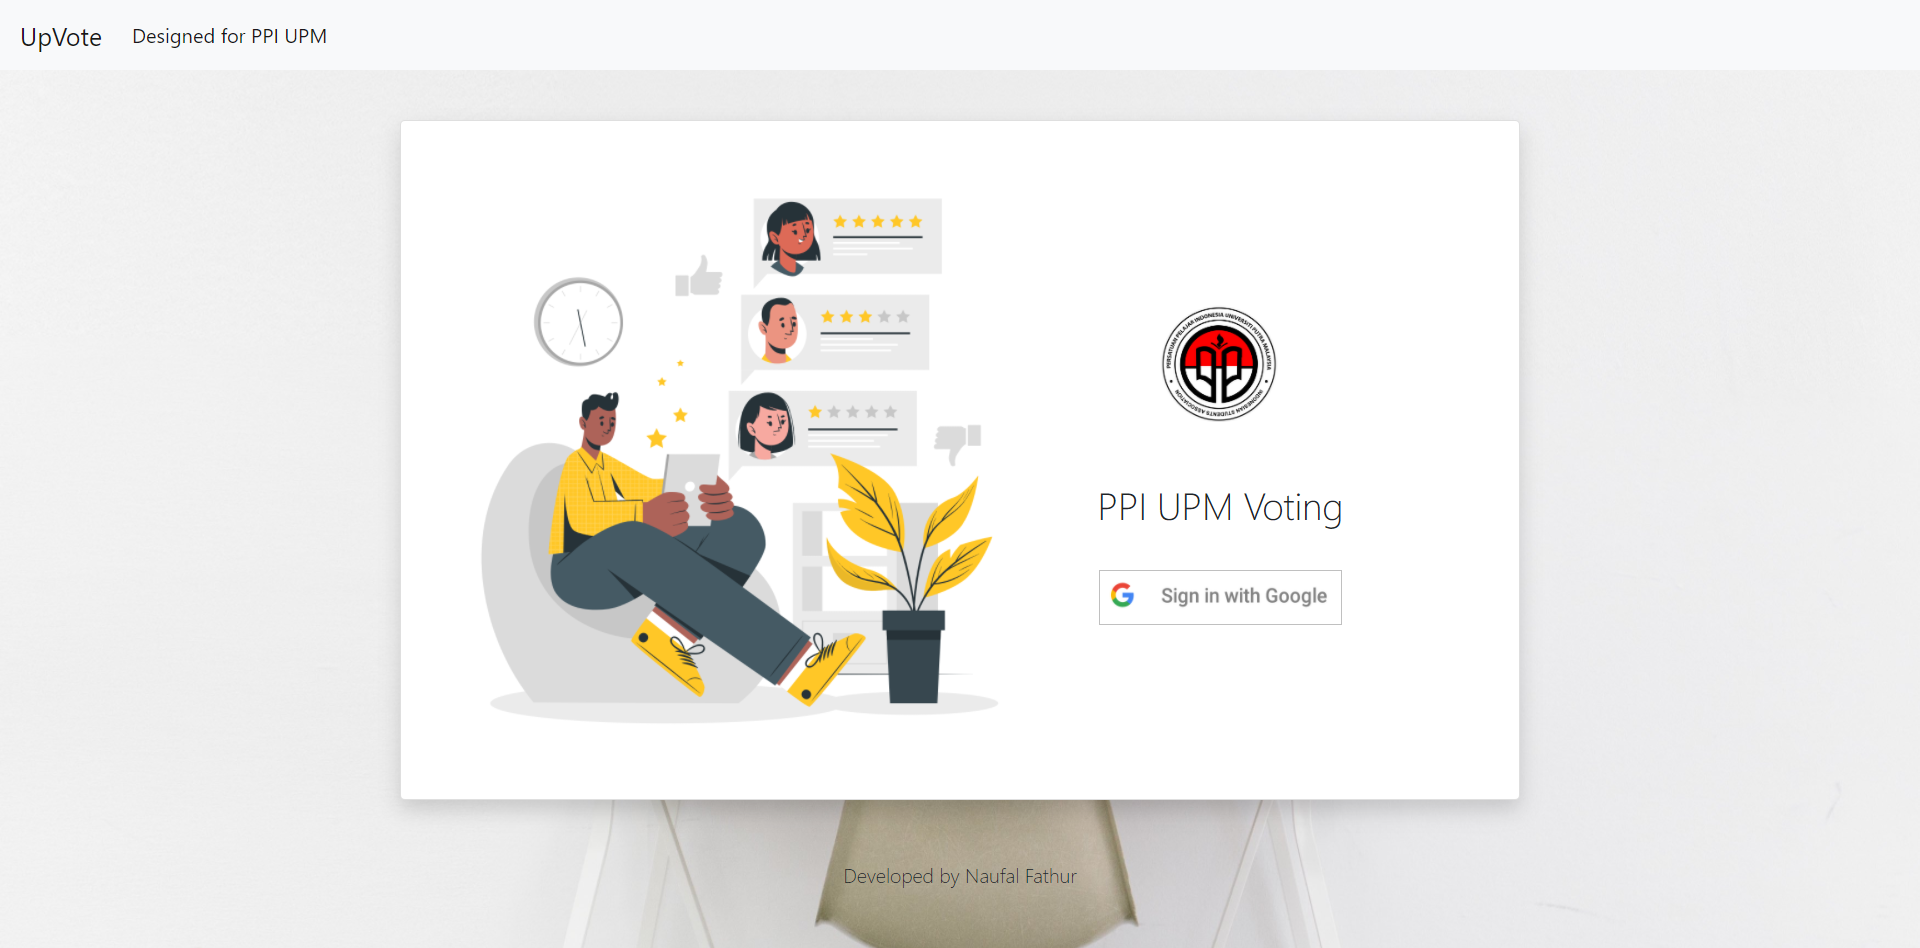 UpVote
Designed for PPI UPM
PERSATUAN PELAJAR INDONESIA UNIVERSITI PUTRA MALAYSIA
INDONESIAN STUDENTS ASSOCIATION
PPI UPM Voting
Sign in with Google
Developed by Naufal Fathur